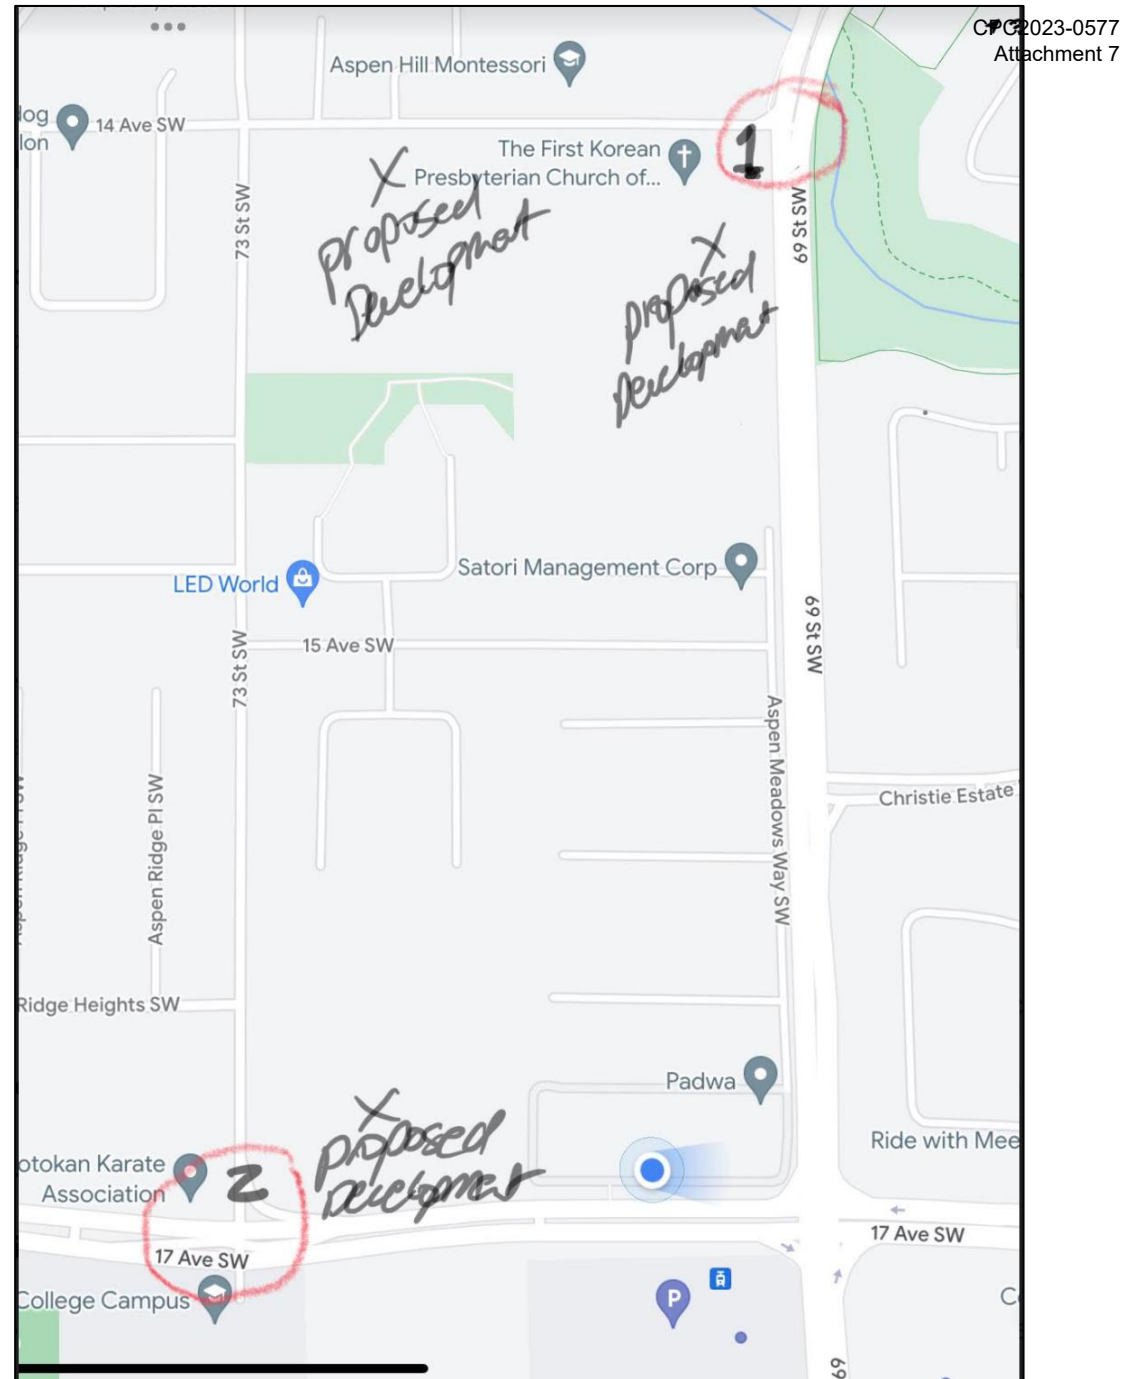 CPC2023-0577
Attachment 7
Aspen Hill Montessori
14 Ave SW
The First Korean
Presbyterian Church of...
1
73 St SW
69 St SW
X
proposed
Development
X
proposed
Development
LED World
Satori Management Corp
15 Ave SW
73 St SW
69 St SW
Aspen Meadows Way SW
Christie Estate
Aspen Ridge Pl SW
Ridge Heights SW
Padwa
X
proposed
Development
Ride with Mee
otokan Karate
Association
2
17 Ave SW
17 Ave SW
College Campus
P
69